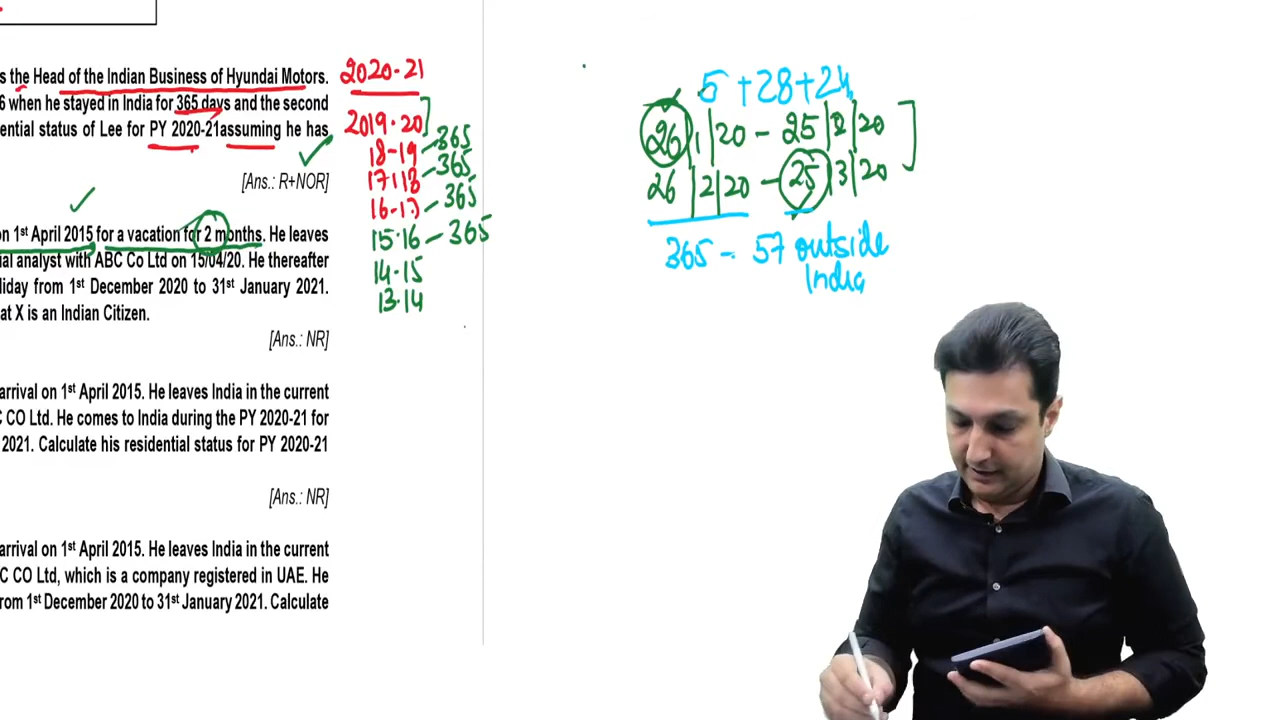 s the Head of the Indian Business of Hyundai Motors.
6 when he stayed in India for 365 days and the second
ential status of Lee for PY 2020-21assuming he has
[Ans.: R+NOR]
on 1st April 2015 for a vacation for 2 months. He leaves
ial analyst with ABC Co Ltd on 15/04/20. He thereafter
liday from 1st December 2020 to 31st January 2021.
at X is an Indian Citizen.
[Ans.: NR]
arrival on 1st April 2015. He leaves India in the current
C CO Ltd. He comes to India during the PY 2020-21 for
2021. Calculate his residential status for PY 2020-21
[Ans.: NR]
arrival on 1st April 2015. He leaves India in the current
C CO Ltd, which is a company registered in UAE. He
rom 1st December 2020 to 31st January 2021. Calculate
2020-21
2019-20
18-19 - 365
17-18 - 365
16-17 - 365
15-16 - 365
14-15
13-14
5+28+24
26|1|20 - 25|2|20
26|2|20 - 25|3|20
365 - 57 outside
India